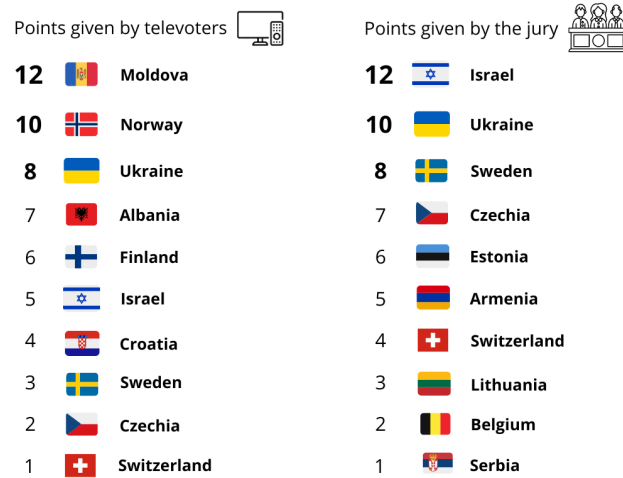 Points given by televoters
12 Moldova
10 Norway
8 Ukraine
7 Albania
6 Finland
5 Israel
4 Croatia
3 Sweden
2 Czechia
1 Switzerland
Points given by the jury
12 Israel
10 Ukraine
8 Sweden
7 Czechia
6 Estonia
5 Armenia
4 Switzerland
3 Lithuania
2 Belgium
1 Serbia